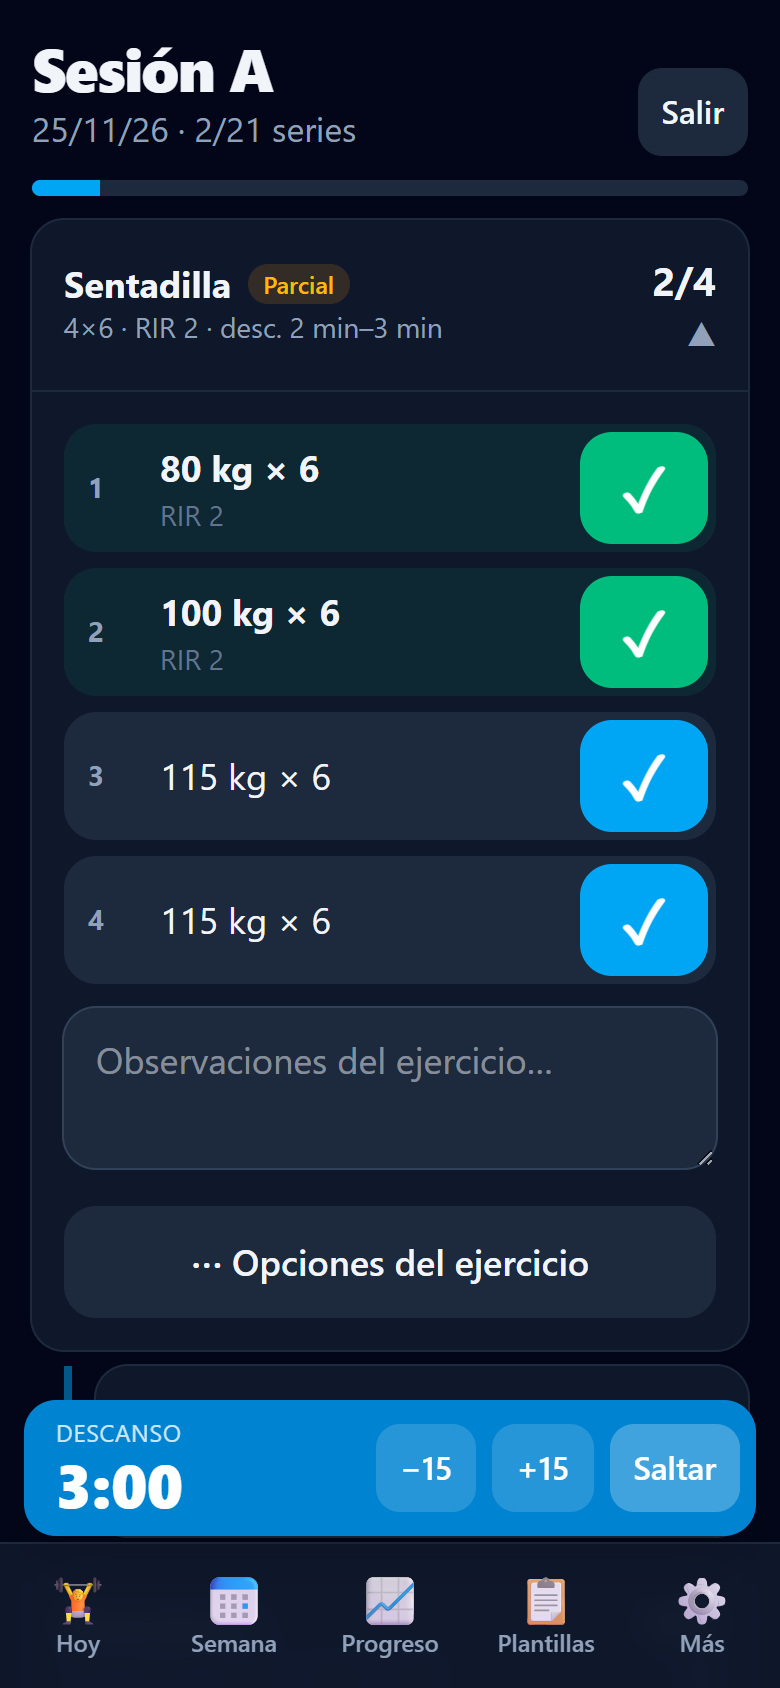 Sesión A
25/11/26 · 2/21 series
Salir
Sentadilla
Parcial
2/4
4×6 · RIR 2 · desc. 2 min–3 min
▲
1
80 kg × 6
RIR 2
✓
2
100 kg × 6
RIR 2
✓
3
115 kg × 6
✓
4
115 kg × 6
✓
Observaciones del ejercicio...
··· Opciones del ejercicio
DESCANSO
3:00
−15
+15
Saltar
Hoy
Semana
Progreso
Plantillas
Más